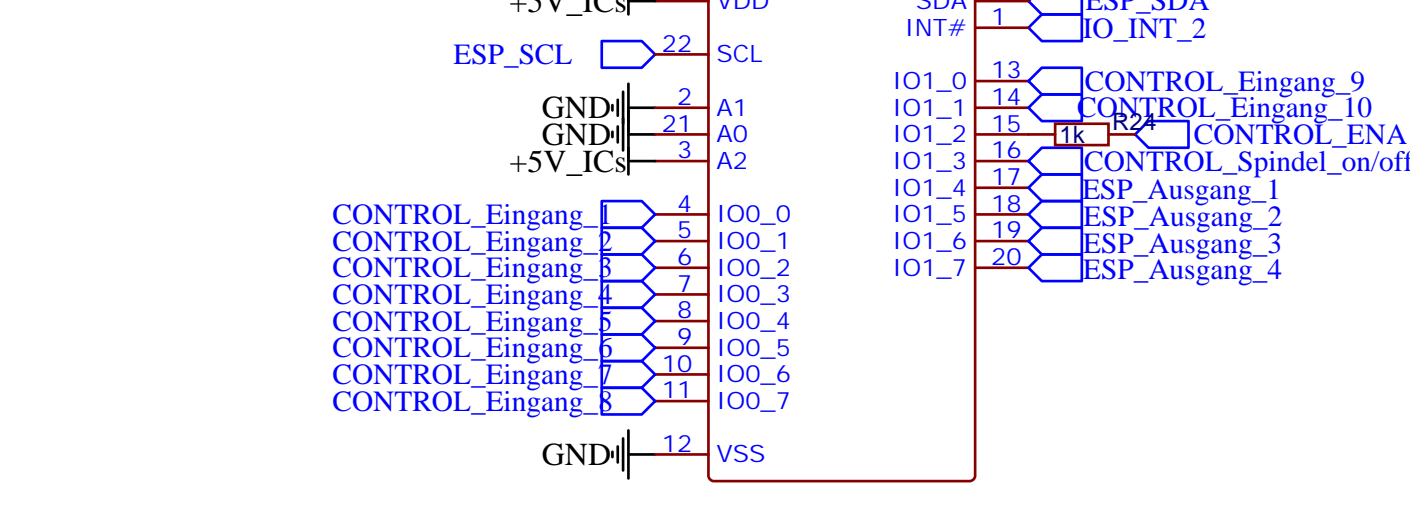 +5V_ICs VDD SDA ESP_SDA
INT# 1 IO_INT_2
ESP_SCL 22 SCL
IO1_0 13 CONTROL_Eingang_9
GND 2 A1 IO1_1 14 CONTROL_Eingang_10
GND 21 A0 IO1_2 15 1k R24 CONTROL_ENA
+5V_ICs 3 A2 IO1_3 16 CONTROL_Spindel_on/off
IO1_4 17 ESP_Ausgang_1
CONTROL_Eingang_1 4 IO0_0 IO1_5 18 ESP_Ausgang_2
CONTROL_Eingang_2 5 IO0_1 IO1_6 19 ESP_Ausgang_3
CONTROL_Eingang_3 6 IO0_2 IO1_7 20 ESP_Ausgang_4
CONTROL_Eingang_4 7 IO0_3
CONTROL_Eingang_5 8 IO0_4
CONTROL_Eingang_6 9 IO0_5
CONTROL_Eingang_7 10 IO0_6
CONTROL_Eingang_8 11 IO0_7
GND 12 VSS